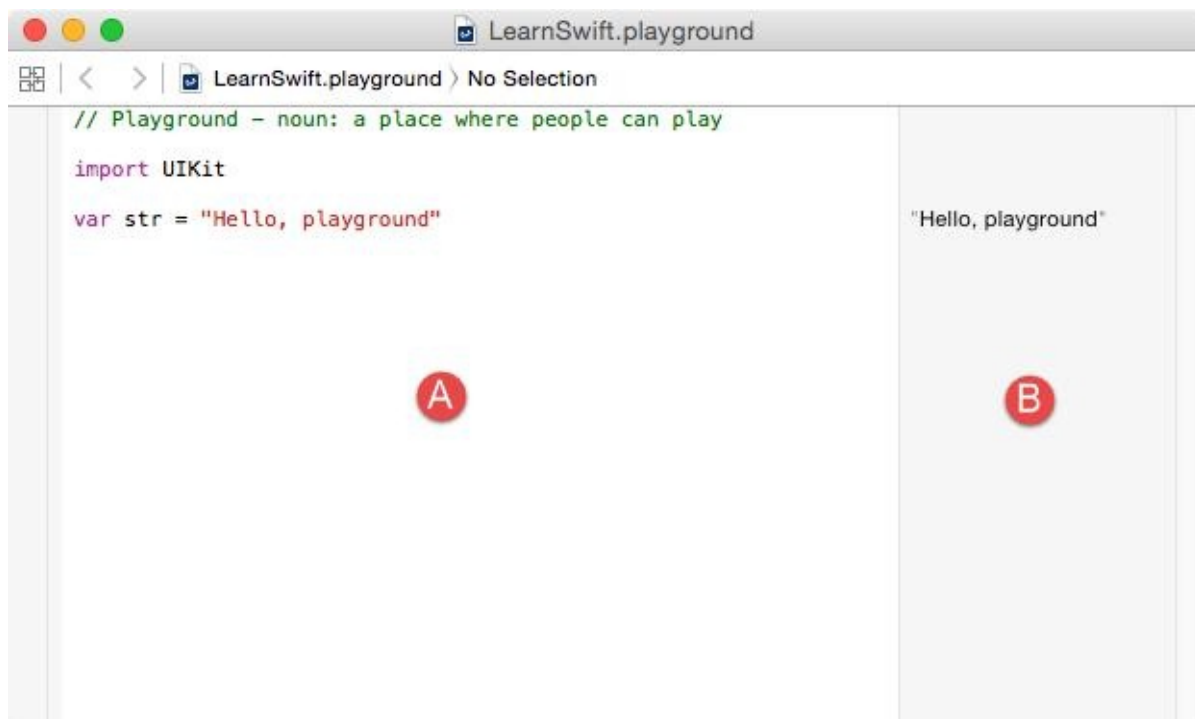 LearnSwift.playground
LearnSwift.playground 〉 No Selection
// Playground – noun: a place where people can play
import UIKit
var str = "Hello, playground"
"Hello, playground"
A
B